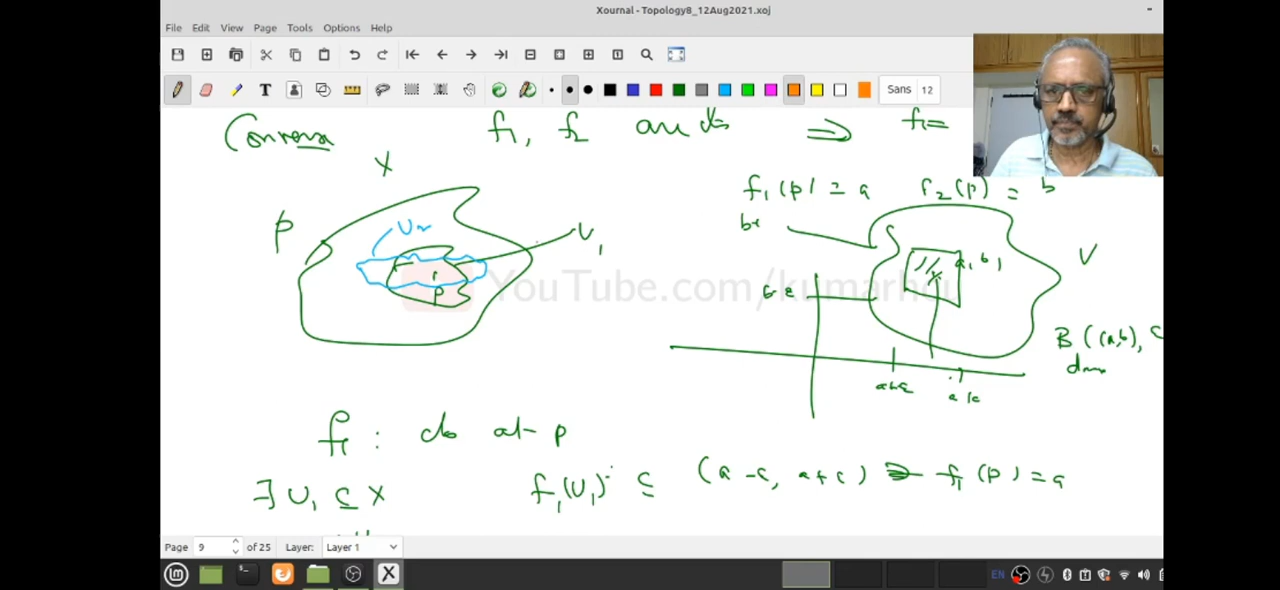 Xournal - Topology8_12Aug2021.xoj
File Edit View Page Tools Options Help
Sans 12
Converse f1, f2 are cts ⇒ f1=
X
f1(p) = a f2(p) = b
p U2 U1 b+ε V
a, b)
p b-ε
YouTube.com/kumarhcj
B((a,b), ε
a+ε
f1 : cts at p
∃ U1 ⊆ X f1(U1) ⊆ (a-ε, a+ε) ∋ f1(p) = a
Page 9 of 25 Layer: Layer 1
EN